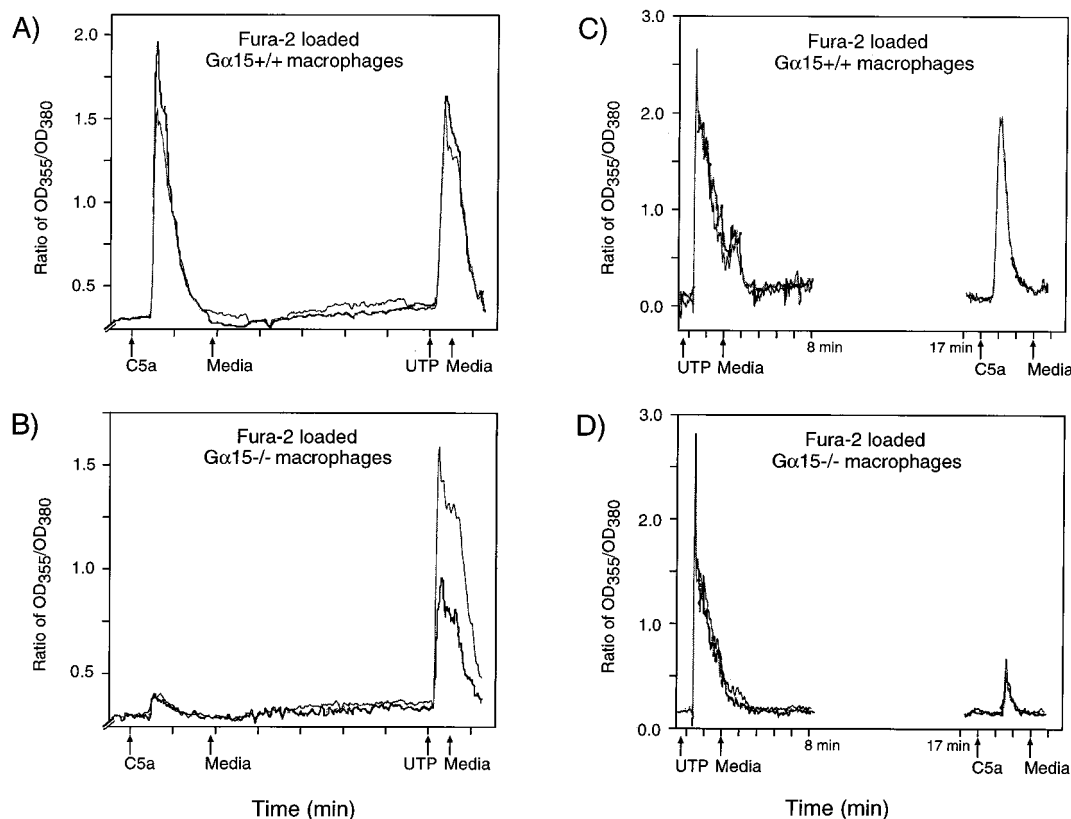 A)
Fura-2 loaded
Gα15+/+ macrophages
Ratio of OD355/OD380
2.0
1.5
1.0
0.5
C5a
Media
UTP
Media
B)
Fura-2 loaded
Gα15-/- macrophages
Ratio of OD355/OD380
1.5
1.0
0.5
C5a
Media
UTP
Media
Time (min)
C)
Fura-2 loaded
Gα15+/+ macrophages
Ratio of OD355/OD380
3.0
2.0
1.0
0.0
8 min
17 min
UTP
Media
C5a
Media
D)
Fura-2 loaded
Gα15-/- macrophages
Ratio of OD355/OD380
3.0
2.0
1.0
0.0
8 min
17 min
UTP
Media
C5a
Media
Time (min)